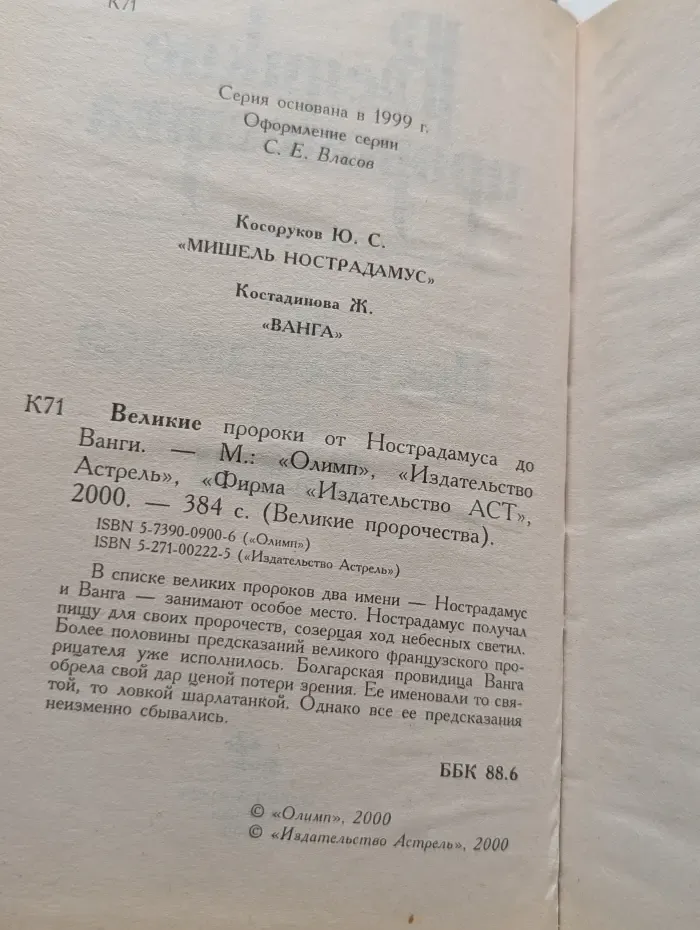 К71
Серия основана в 1999 г.
Оформление серии
С. Е. Власов
Косоруков Ю. С.
«МИШЕЛЬ НОСТРАДАМУС»
Костадинова Ж.
«ВАНГА»
К71 Великие пророки от Нострадамуса до
Ванги. — М.: «Олимп», «Издательство
Астрель», «Фирма «Издательство АСТ»,
2000. — 384 с. (Великие пророчества).
ISBN 5-7390-0900-6 («Олимп»)
ISBN 5-271-00222-5 («Издательство Астрель»)
В списке великих пророков два имени — Нострадамус
и Ванга — занимают особое место. Нострадамус получал
пищу для своих пророчеств, созерцая ход небесных светил.
Более половины предсказаний великого французского про-
рицателя уже исполнилось. Болгарская провидица Ванга
обрела свой дар ценой потери зрения. Ее именовали то свя-
той, то ловкой шарлатанкой. Однако все ее предсказания
неизменно сбывались.
ББК 88.6
© «Олимп», 2000
© «Издательство Астрель», 2000